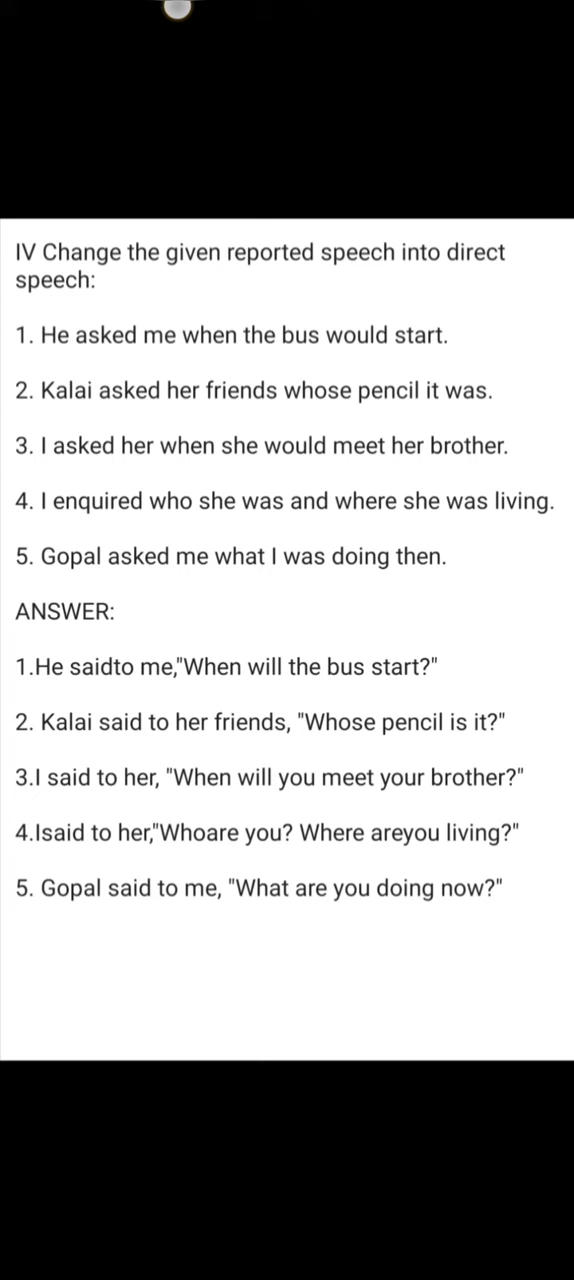 IV Change the given reported speech into direct
speech:
1. He asked me when the bus would start.
2. Kalai asked her friends whose pencil it was.
3. I asked her when she would meet her brother.
4. I enquired who she was and where she was living.
5. Gopal asked me what I was doing then.
ANSWER:
1.He saidto me,"When will the bus start?"
2. Kalai said to her friends, "Whose pencil is it?"
3.I said to her, "When will you meet your brother?"
4.Isaid to her,"Whoare you? Where areyou living?"
5. Gopal said to me, "What are you doing now?"